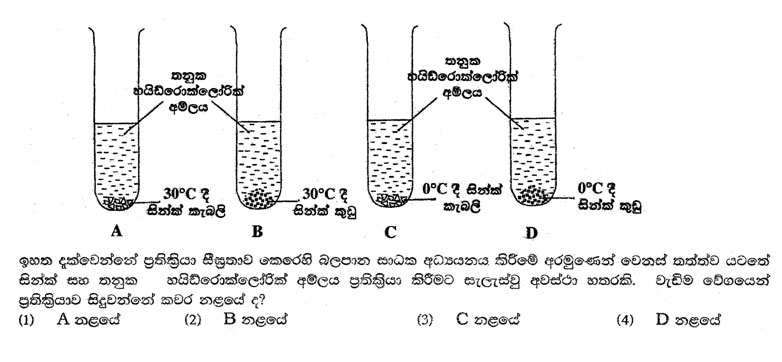 තනුක
හයිඩ්රොක්ලෝරික්
අම්ලය
තනුක
හයිඩ්රොක්ලෝරික්
අම්ලය
30°C දී
සින්ක් කැබලි
30°C දී
සින්ක් කුඩු
0°C දී සින්ක්
කැබලි
0°C දී
සින්ක් කුඩු
A B C D
ඉහත දැක්වෙන්නේ ප්‍රතික්‍රියා සීඝ්‍රතාව කෙරෙහි බලපාන සාධක අධ්‍යයනය කිරීමේ අරමුණෙන් වෙනස් තත්ත්ව යටතේ
සින්ක් සහ තනුක හයිඩ්රොක්ලෝරික් අම්ලය ප්‍රතික්‍රියා කිරීමට සැලැස්වූ අවස්ථා හතරකි. වැඩිම වේගයෙන්
ප්‍රතික්‍රියාව සිදුවන්නේ කවර නළයේ ද?
(1) A නළයේ (2) B නළයේ (3) C නළයේ (4) D නළයේ